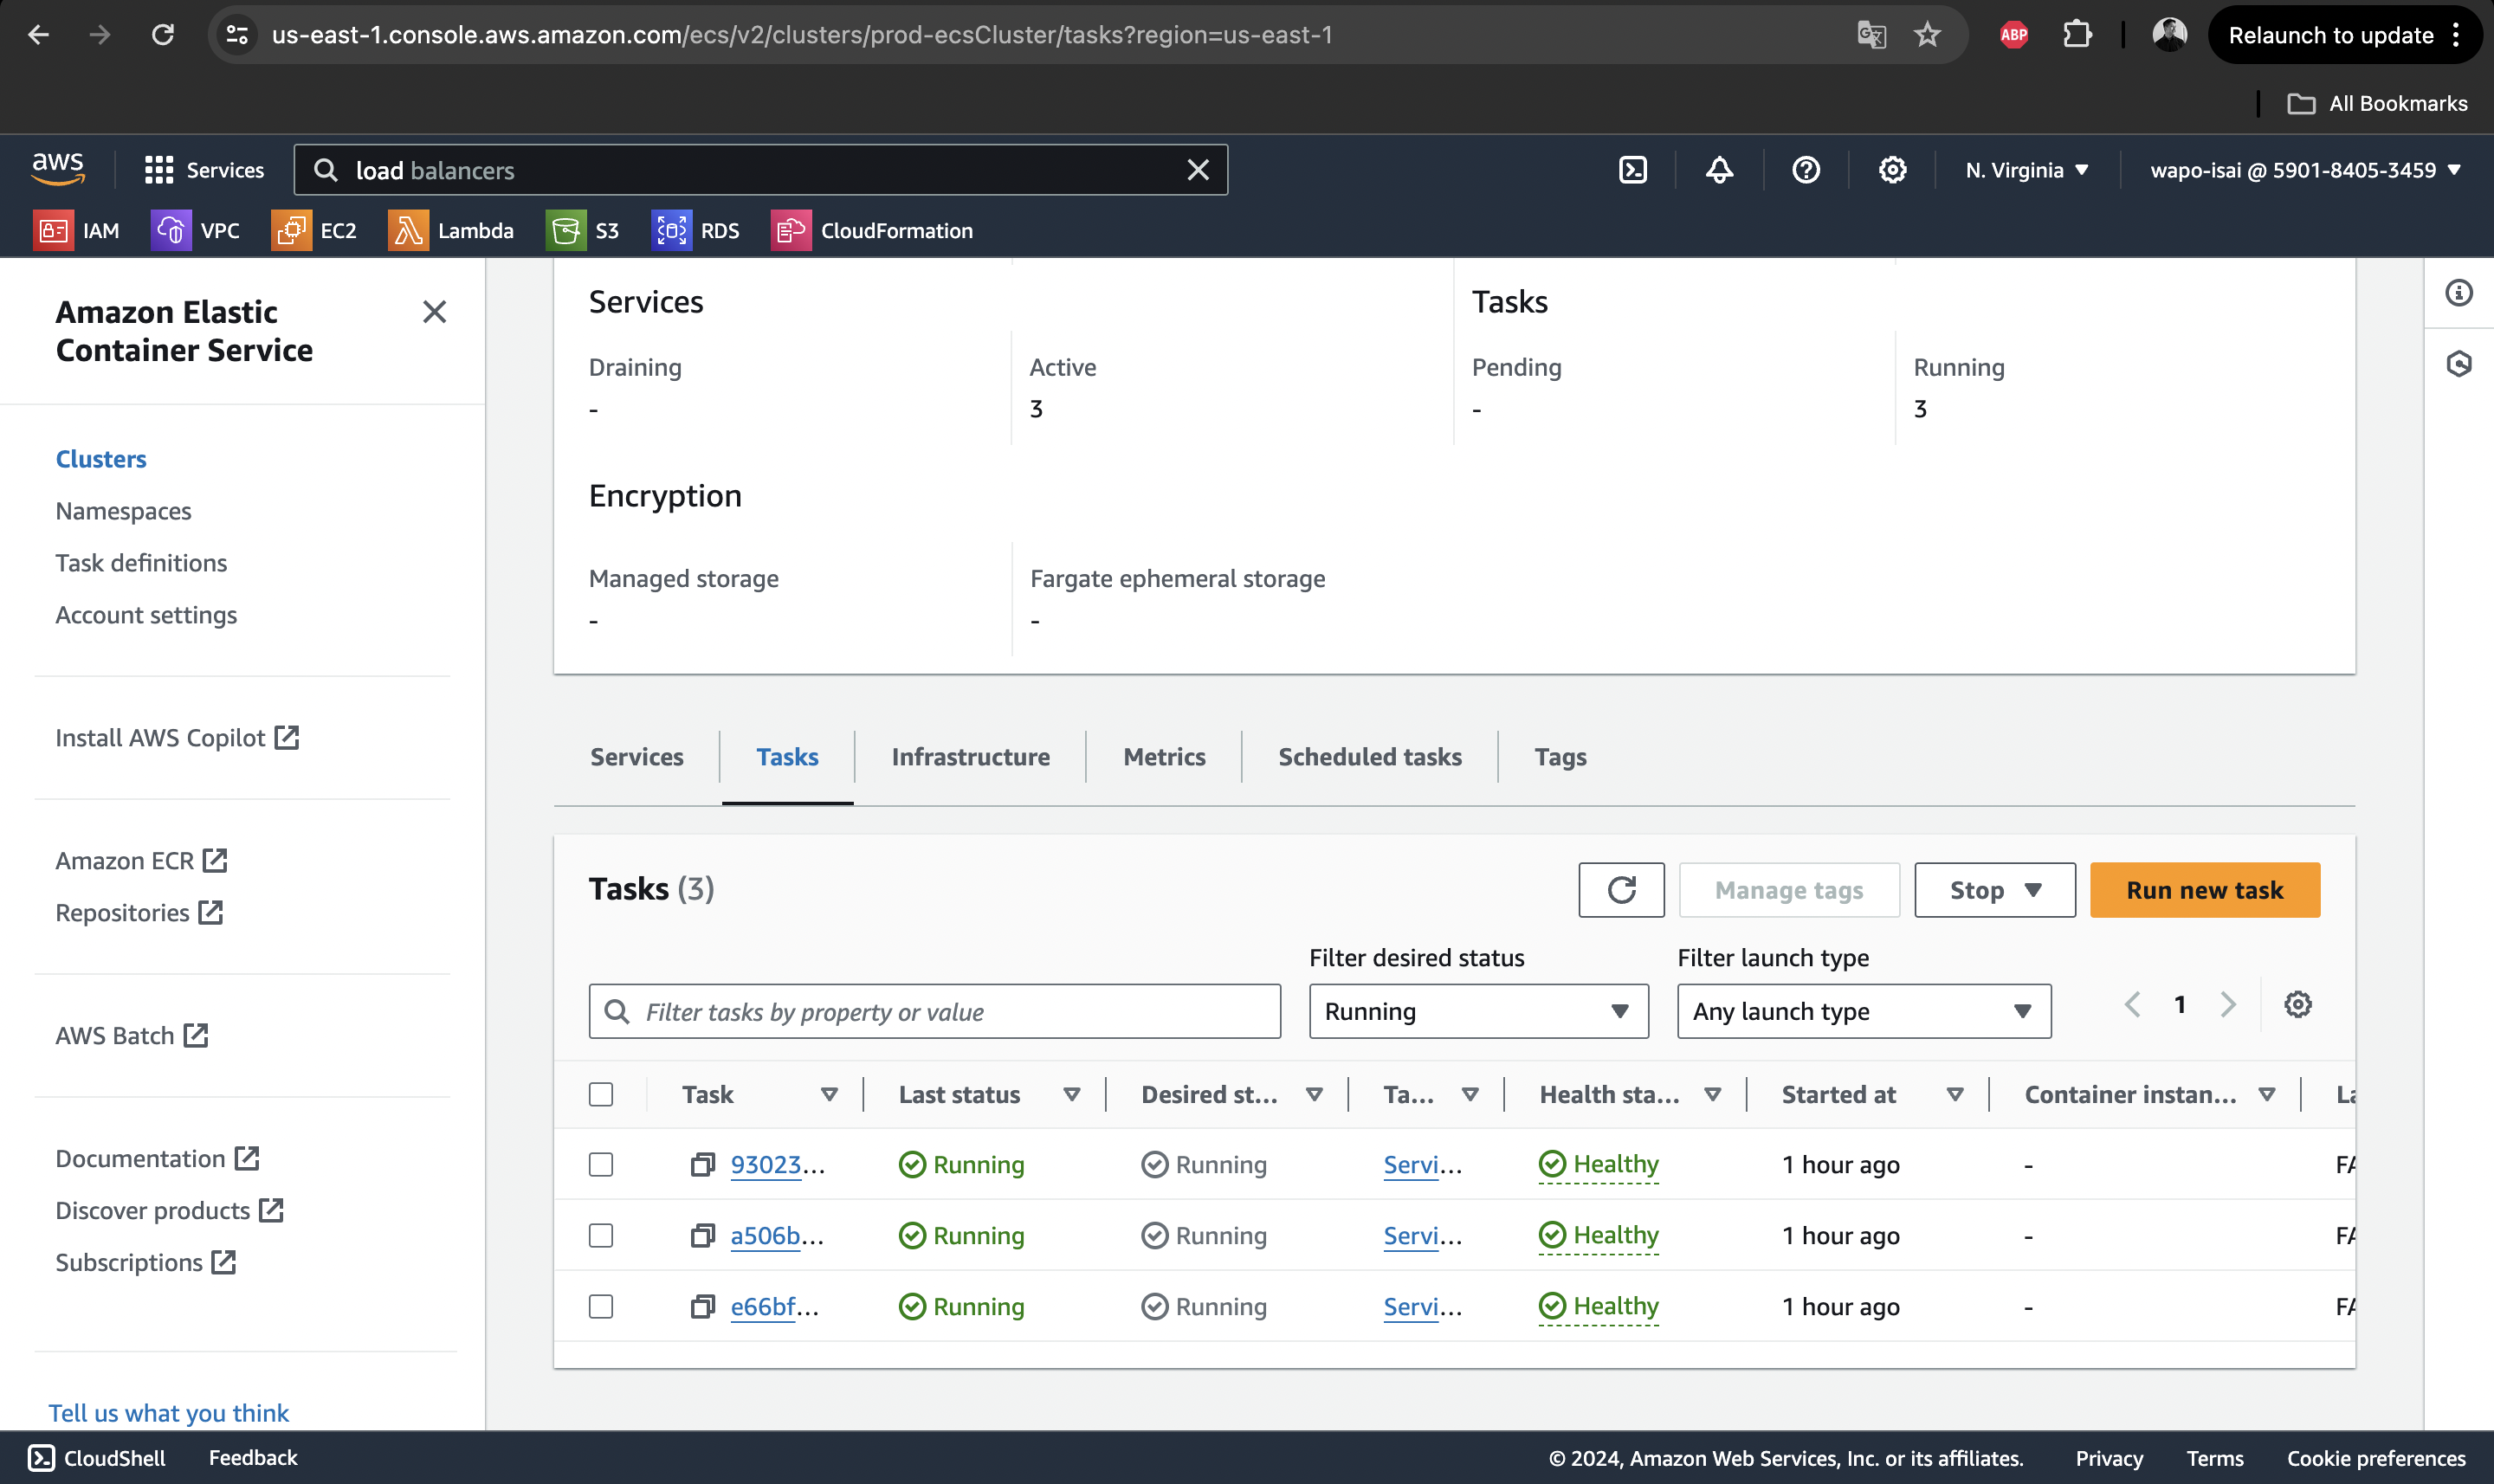 us-east-1.console.aws.amazon.com/ecs/v2/clusters/prod-ecsCluster/tasks?region=us-east-1
ABP
Relaunch to update
All Bookmarks
aws
Services
load balancers
N. Virginia
wapo-isai @ 5901-8405-3459
IAM
VPC
EC2
Lambda
S3
RDS
CloudFormation
Amazon Elastic
Container Service
Clusters
Namespaces
Task definitions
Account settings
Install AWS Copilot
Amazon ECR
Repositories
AWS Batch
Documentation
Discover products
Subscriptions
Tell us what you think
Services
Tasks
Draining
Active
Pending
Running
-
3
-
3
Encryption
Managed storage
Fargate ephemeral storage
-
-
Services
Tasks
Infrastructure
Metrics
Scheduled tasks
Tags
Tasks (3)
Manage tags
Stop
Run new task
Filter desired status
Filter launch type
Filter tasks by property or value
Running
Any launch type
1
Task
Last status
Desired st...
Ta...
Health sta...
Started at
Container instan...
La
93023...
Running
Running
Servi...
Healthy
1 hour ago
-
FA
a506b...
Running
Running
Servi...
Healthy
1 hour ago
-
FA
e66bf...
Running
Running
Servi...
Healthy
1 hour ago
-
FA
CloudShell
Feedback
© 2024, Amazon Web Services, Inc. or its affiliates.
Privacy
Terms
Cookie preferences